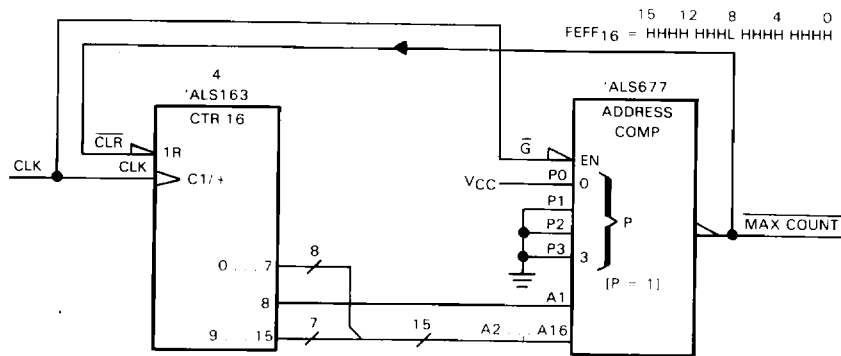 15 12 8 4 0
FEFF16 = HHHH HHHL HHHH HHHH
4
'ALS163
CTR 16
'ALS677
ADDRESS
COMP
CLR
1R
G
EN
CLK
CLK
C1/+
VCC
P0
0
P1
P2
P
P3
3
MAX COUNT
[P = 1]
0 . . . 7
8
8
A1
9 . . . 15
7
15
A2 . . . A16